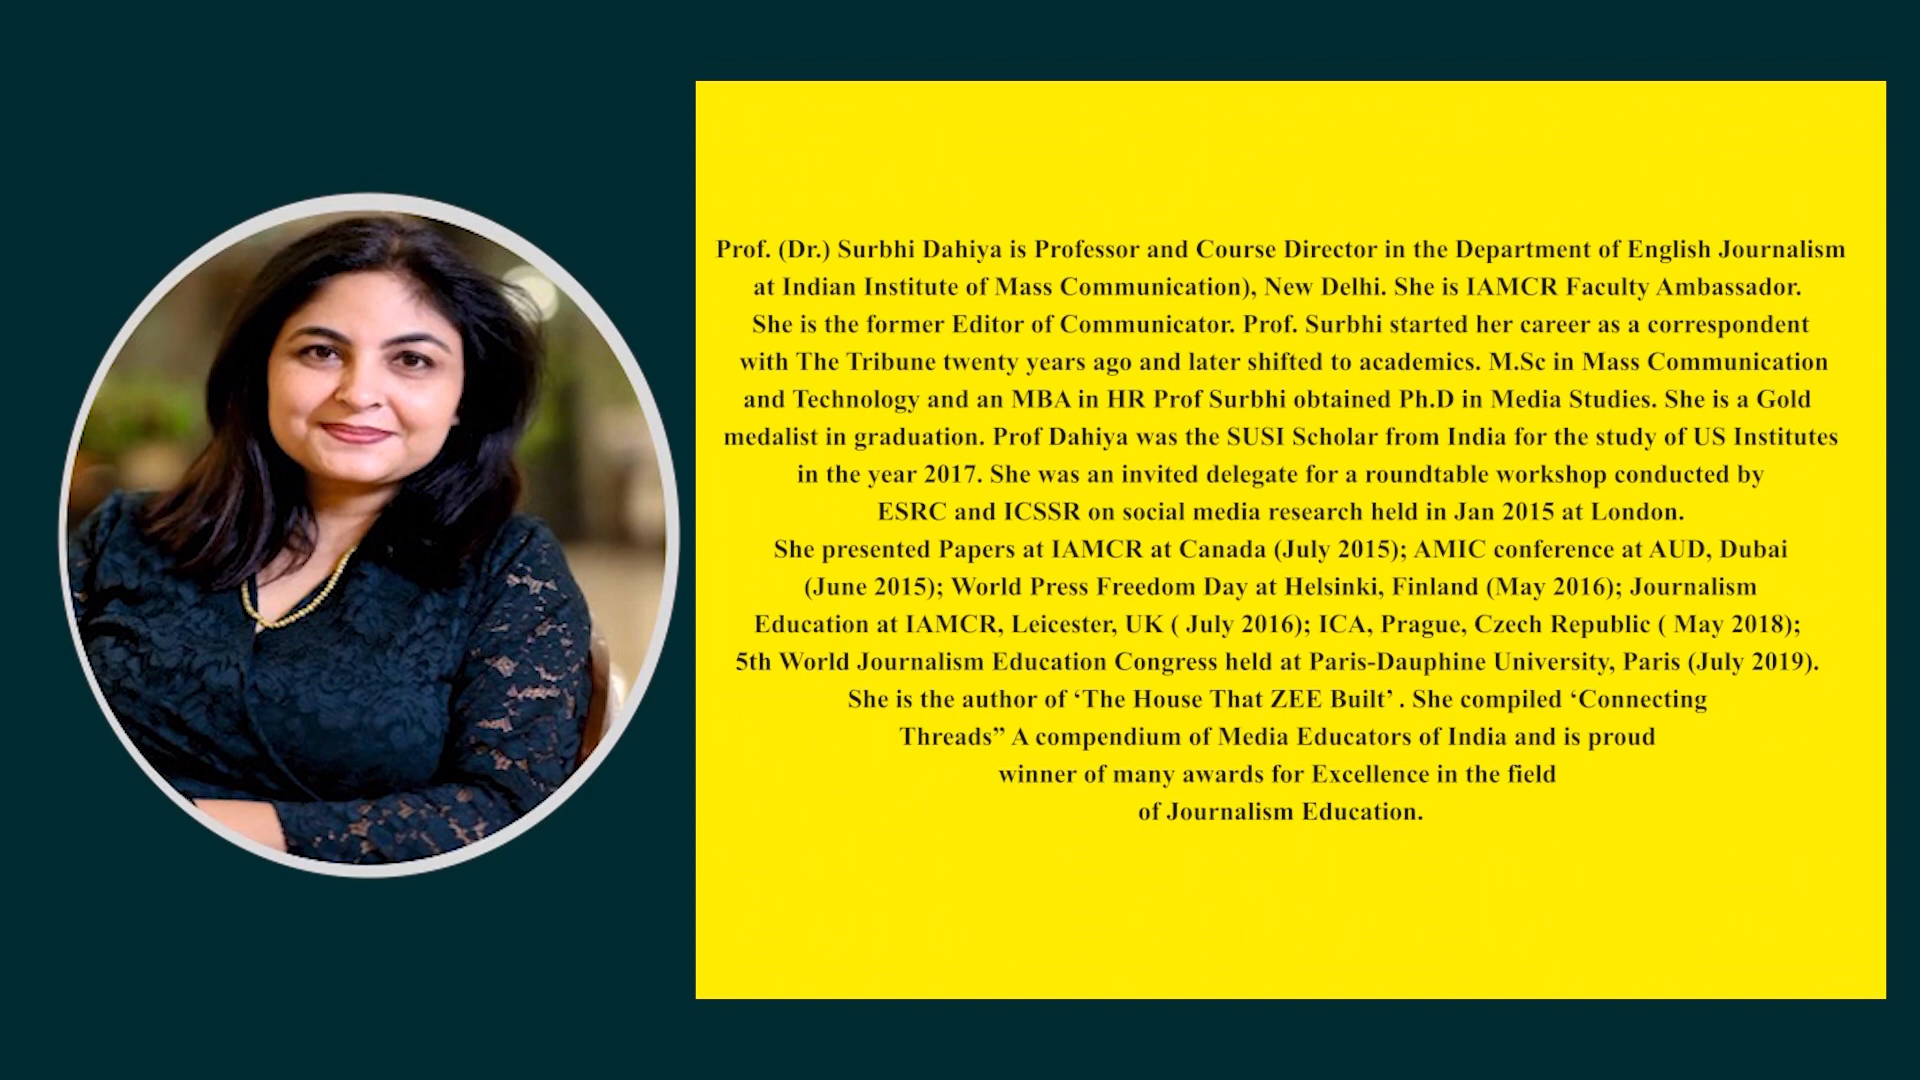 Prof. (Dr.) Surbhi Dahiya is Professor and Course Director in the Department of English Journalism
at Indian Institute of Mass Communication), New Delhi. She is IAMCR Faculty Ambassador.
She is the former Editor of Communicator. Prof. Surbhi started her career as a correspondent
with The Tribune twenty years ago and later shifted to academics. M.Sc in Mass Communication
and Technology and an MBA in HR Prof Surbhi obtained Ph.D in Media Studies. She is a Gold
medalist in graduation. Prof Dahiya was the SUSI Scholar from India for the study of US Institutes
in the year 2017. She was an invited delegate for a roundtable workshop conducted by
ESRC and ICSSR on social media research held in Jan 2015 at London.
She presented Papers at IAMCR at Canada (July 2015); AMIC conference at AUD, Dubai
(June 2015); World Press Freedom Day at Helsinki, Finland (May 2016); Journalism
Education at IAMCR, Leicester, UK ( July 2016); ICA, Prague, Czech Republic ( May 2018);
5th World Journalism Education Congress held at Paris-Dauphine University, Paris (July 2019).
She is the author of ‘The House That ZEE Built’ . She compiled ‘Connecting
Threads” A compendium of Media Educators of India and is proud
winner of many awards for Excellence in the field
of Journalism Education.